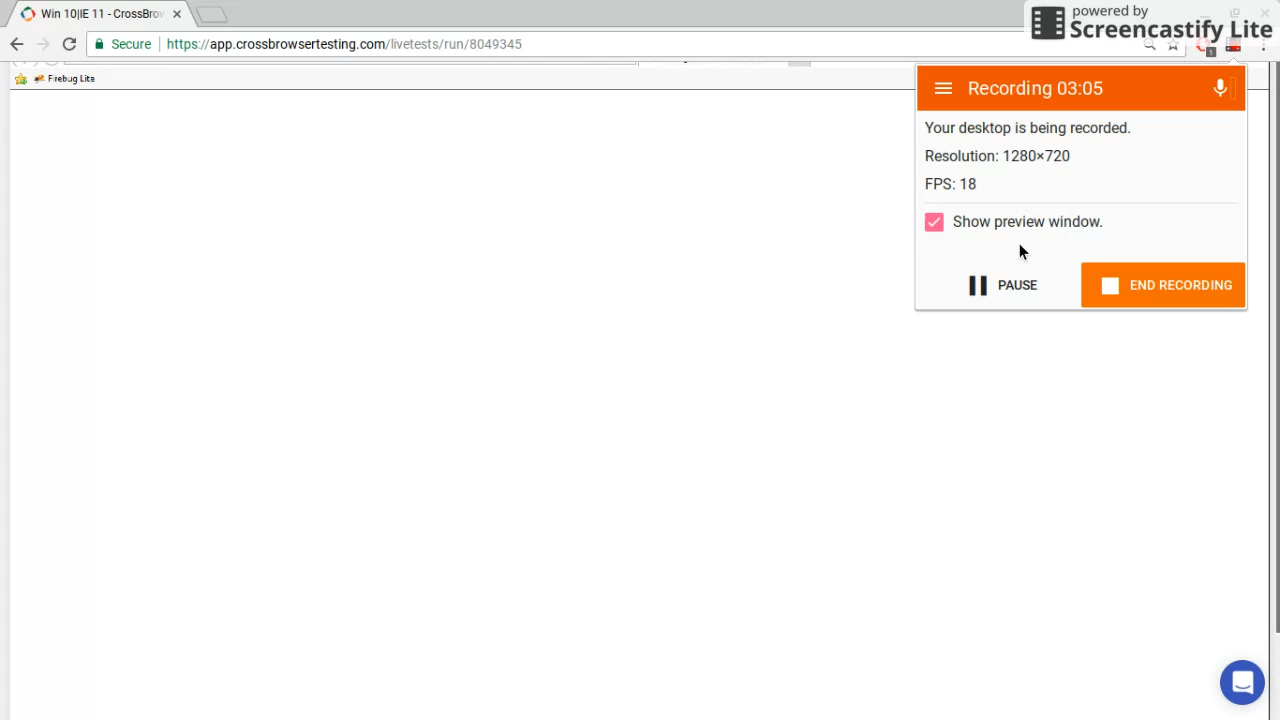 Win 10|IE 11 - CrossBrow
powered by
Screencastify Lite
Secure
https://app.crossbrowsertesting.com/livetests/run/8049345
1
Firebug Lite
Recording 03:05
Your desktop is being recorded.
Resolution: 1280×720
FPS: 18
Show preview window.
PAUSE
END RECORDING